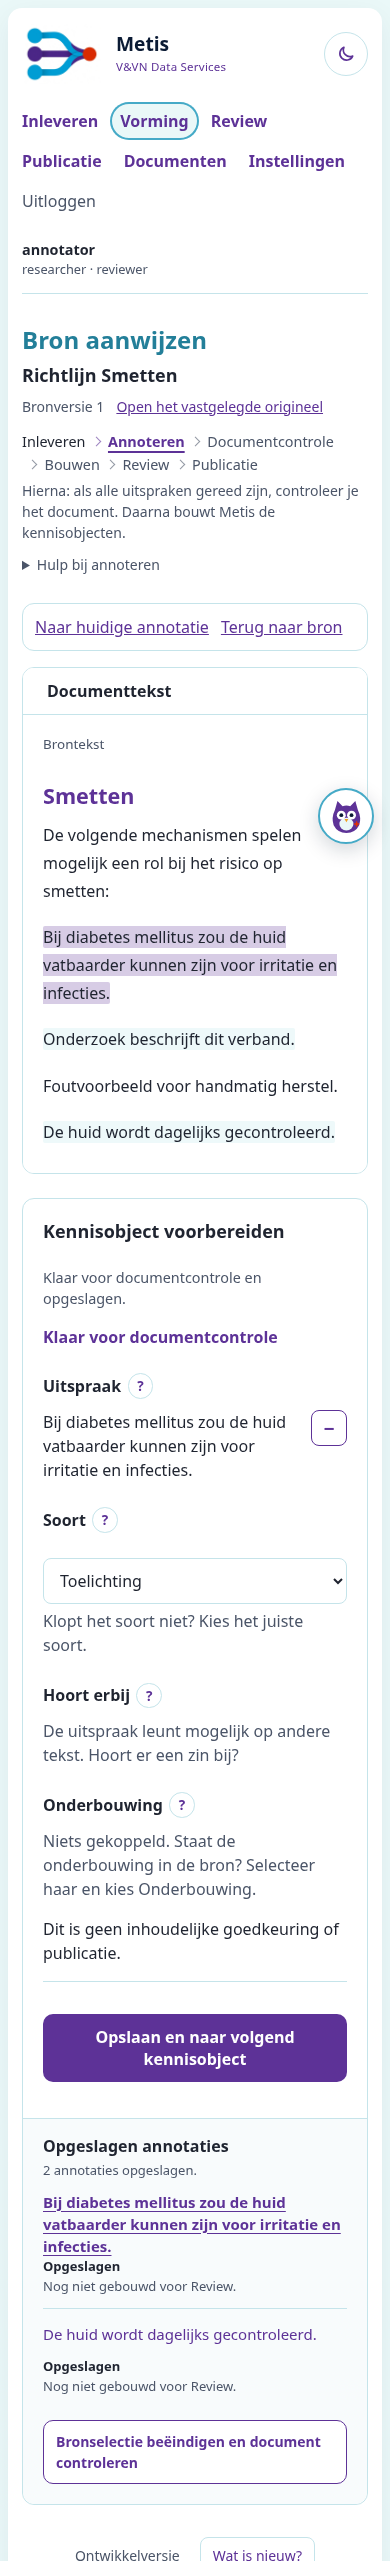 Metis
V&VN Data Services
Inleveren Vorming Review
Publicatie Documenten Instellingen
Uitloggen
annotator
researcher · reviewer
Bron aanwijzen
Richtlijn Smetten
Bronversie 1 Open het vastgelegde origineel
Inleveren Annoteren Documentcontrole
Bouwen Review Publicatie
Hierna: als alle uitspraken gereed zijn, controleer je
het document. Daarna bouwt Metis de
kennisobjecten.
Hulp bij annoteren
Naar huidige annotatie Terug naar bron
Documenttekst
Brontekst
Smetten
De volgende mechanismen spelen
mogelijk een rol bij het risico op
smetten:
Bij diabetes mellitus zou de huid
vatbaarder kunnen zijn voor irritatie en
infecties.
Onderzoek beschrijft dit verband.
Foutvoorbeeld voor handmatig herstel.
De huid wordt dagelijks gecontroleerd.
Kennisobject voorbereiden
Klaar voor documentcontrole en
opgeslagen.
Klaar voor documentcontrole
Uitspraak ?
Bij diabetes mellitus zou de huid
vatbaarder kunnen zijn voor
irritatie en infecties.
−
Soort ?
Toelichting
Klopt het soort niet? Kies het juiste
soort.
Hoort erbij ?
De uitspraak leunt mogelijk op andere
tekst. Hoort er een zin bij?
Onderbouwing ?
Niets gekoppeld. Staat de
onderbouwing in de bron? Selecteer
haar en kies Onderbouwing.
Dit is geen inhoudelijke goedkeuring of
publicatie.
Opslaan en naar volgend
kennisobject
Opgeslagen annotaties
2 annotaties opgeslagen.
Bij diabetes mellitus zou de huid
vatbaarder kunnen zijn voor irritatie en
infecties.
Opgeslagen
Nog niet gebouwd voor Review.
De huid wordt dagelijks gecontroleerd.
Opgeslagen
Nog niet gebouwd voor Review.
Bronselectie beëindigen en document
controleren
Ontwikkelversie Wat is nieuw?